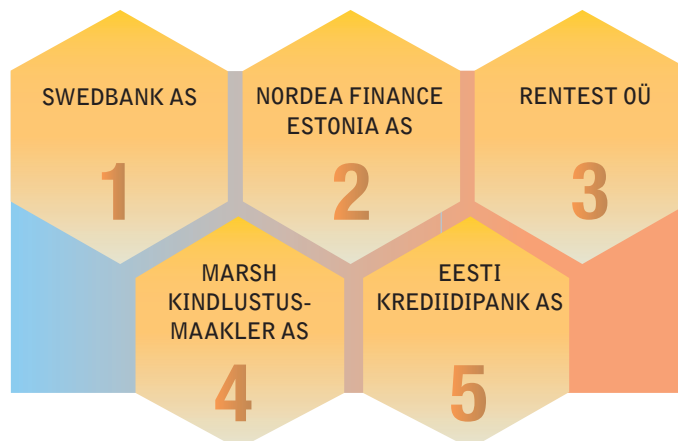 SWEDBANK AS
1
NORDEA FINANCE
ESTONIA AS
2
RENTEST OÜ
3
MARSH
KINDLUSTUS-
MAAKLER AS
4
EESTI
KREDIIDIPANK AS
5